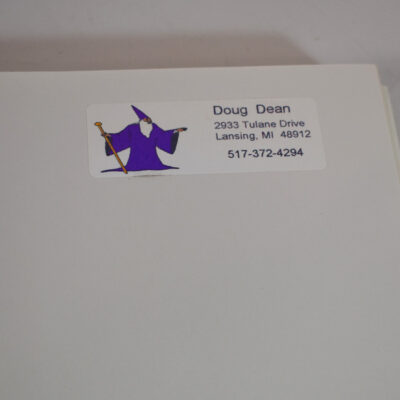 Doug Dean
2933 Tulane Drive
Lansing, MI 48912
517-372-4294